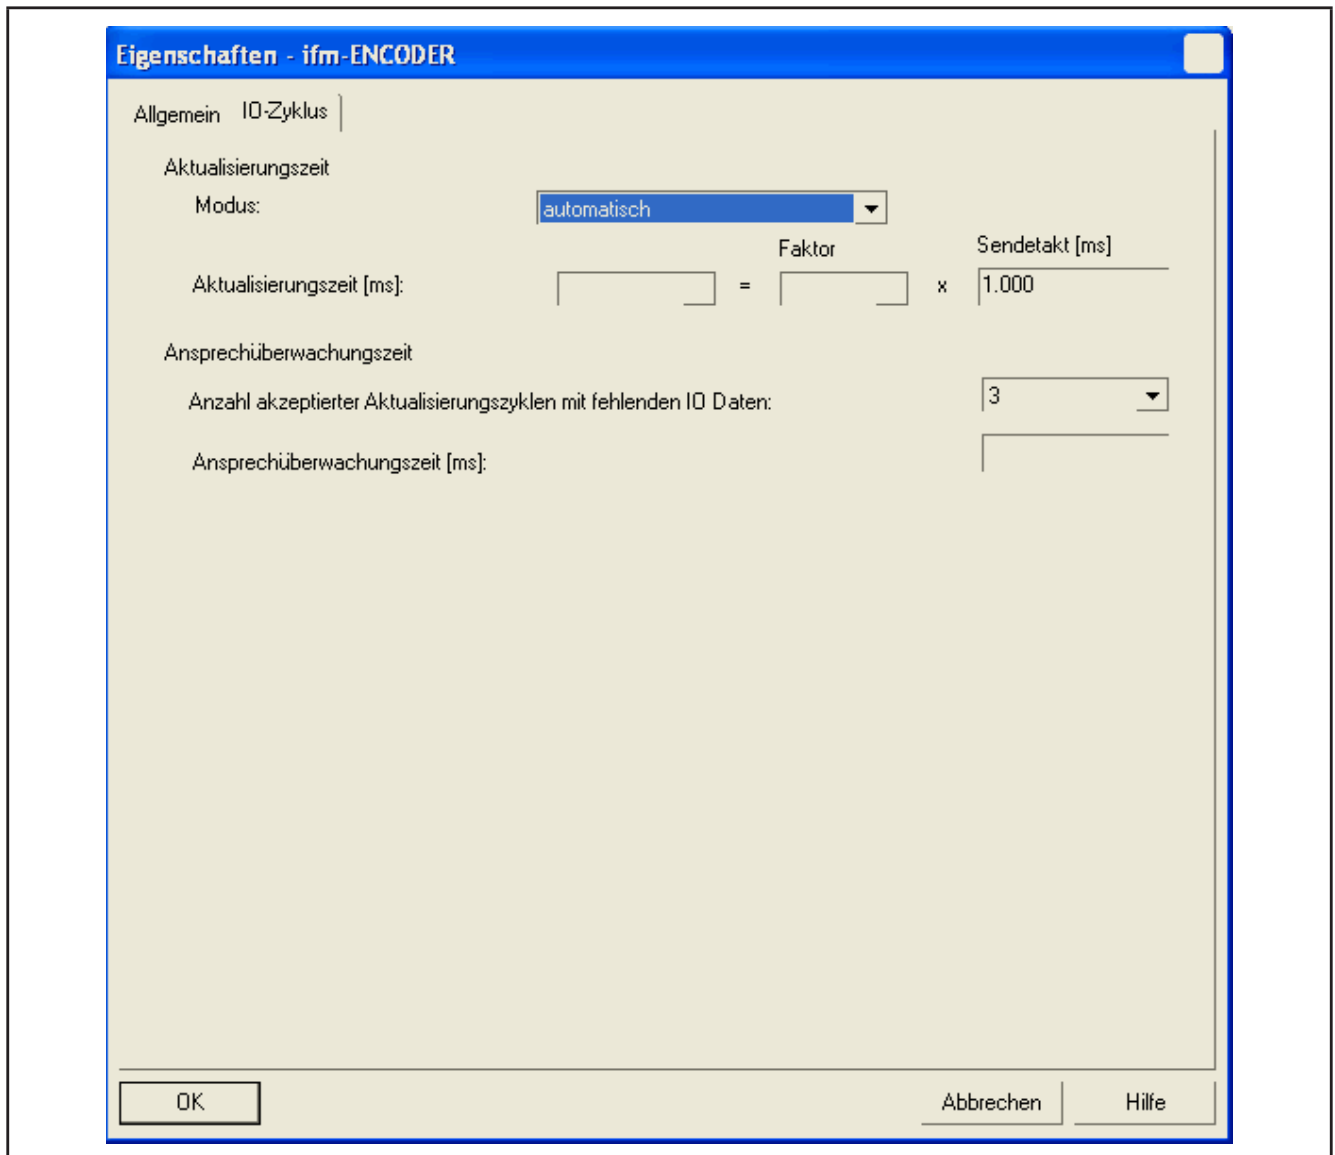 Eigenschaften - ifm-ENCODER
Allgemein IO-Zyklus
Aktualisierungszeit
Modus: automatisch
Faktor Sendetakt [ms]
Aktualisierungszeit [ms]: = x 1.000
Ansprechüberwachungszeit
Anzahl akzeptierter Aktualisierungszyklen mit fehlenden IO Daten: 3
Ansprechüberwachungszeit [ms]:
OK Abbrechen Hilfe